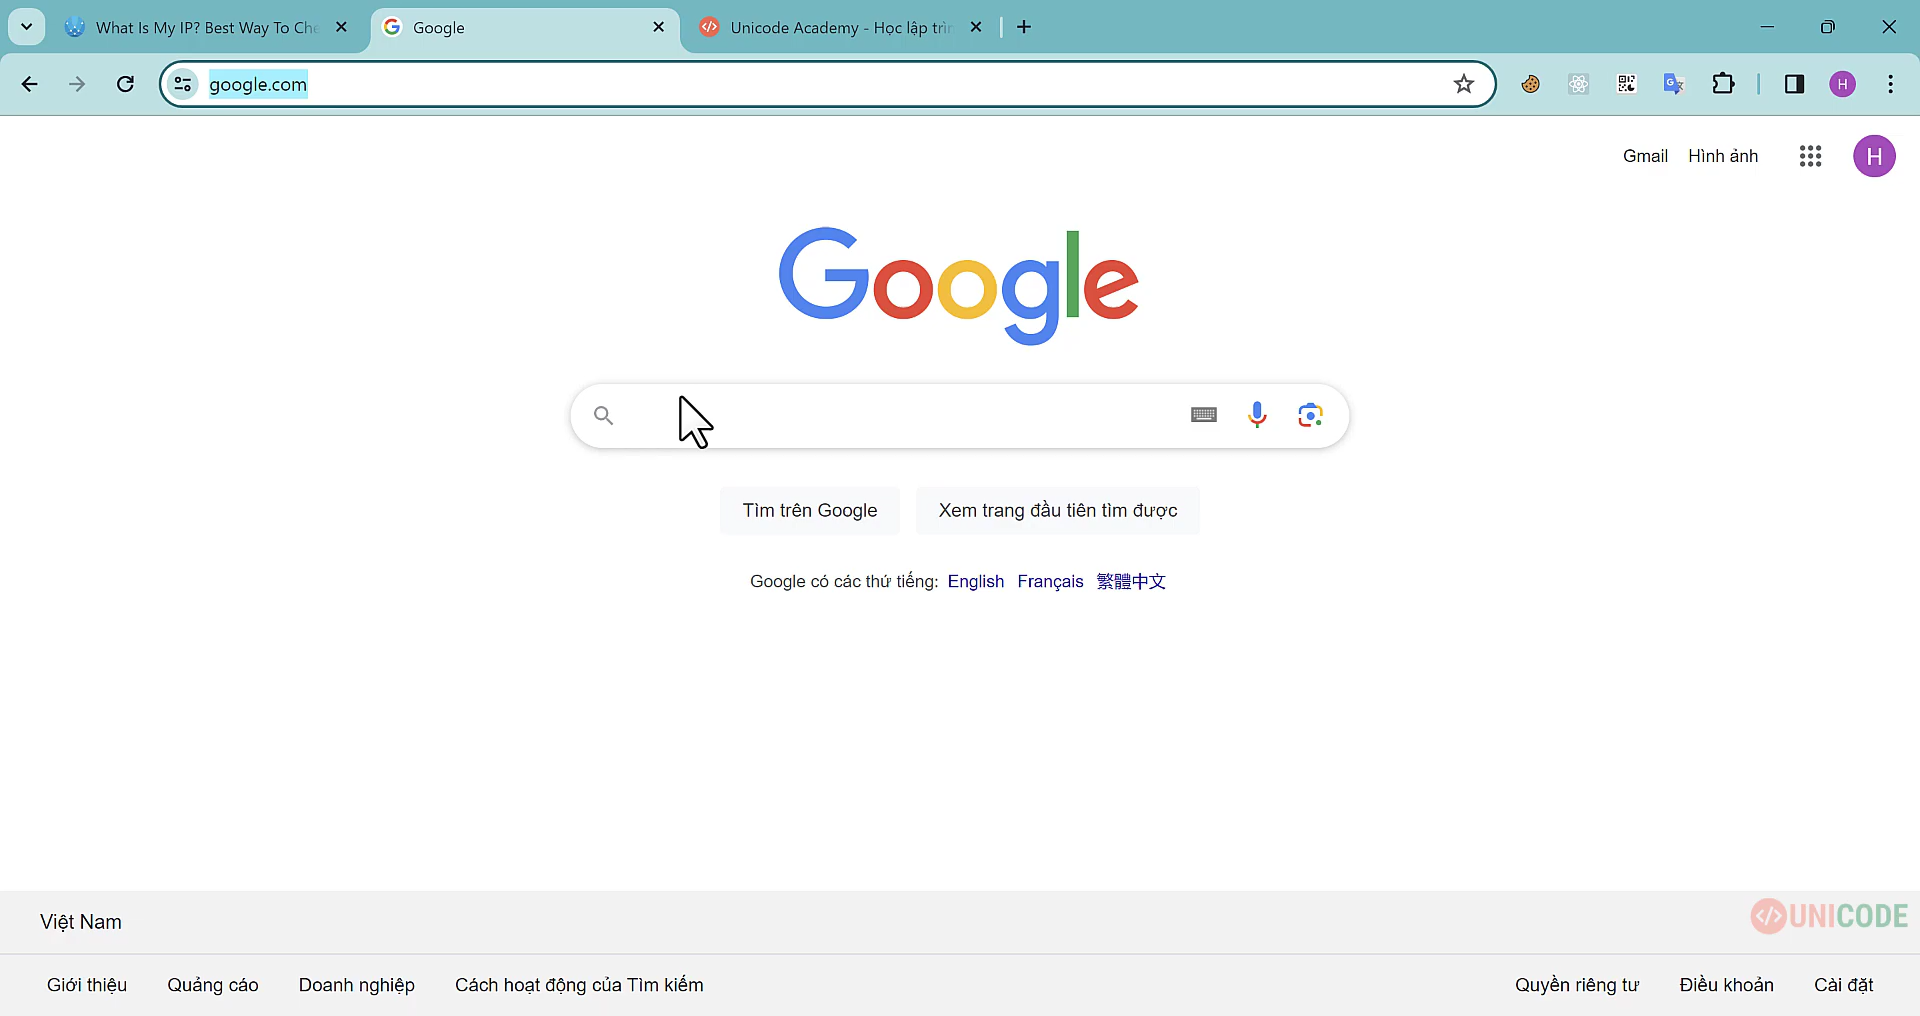 What Is My IP? Best Way To Che
Google
Unicode Academy - Học lập trìn
google.com
H
Gmail
Hình ảnh
H
Google
Tìm trên Google
Xem trang đầu tiên tìm được
Google có các thứ tiếng: English Français 繁體中文
Việt Nam
</>UNICODE
Giới thiệu
Quảng cáo
Doanh nghiệp
Cách hoạt động của Tìm kiếm
Quyền riêng tư
Điều khoản
Cài đặt